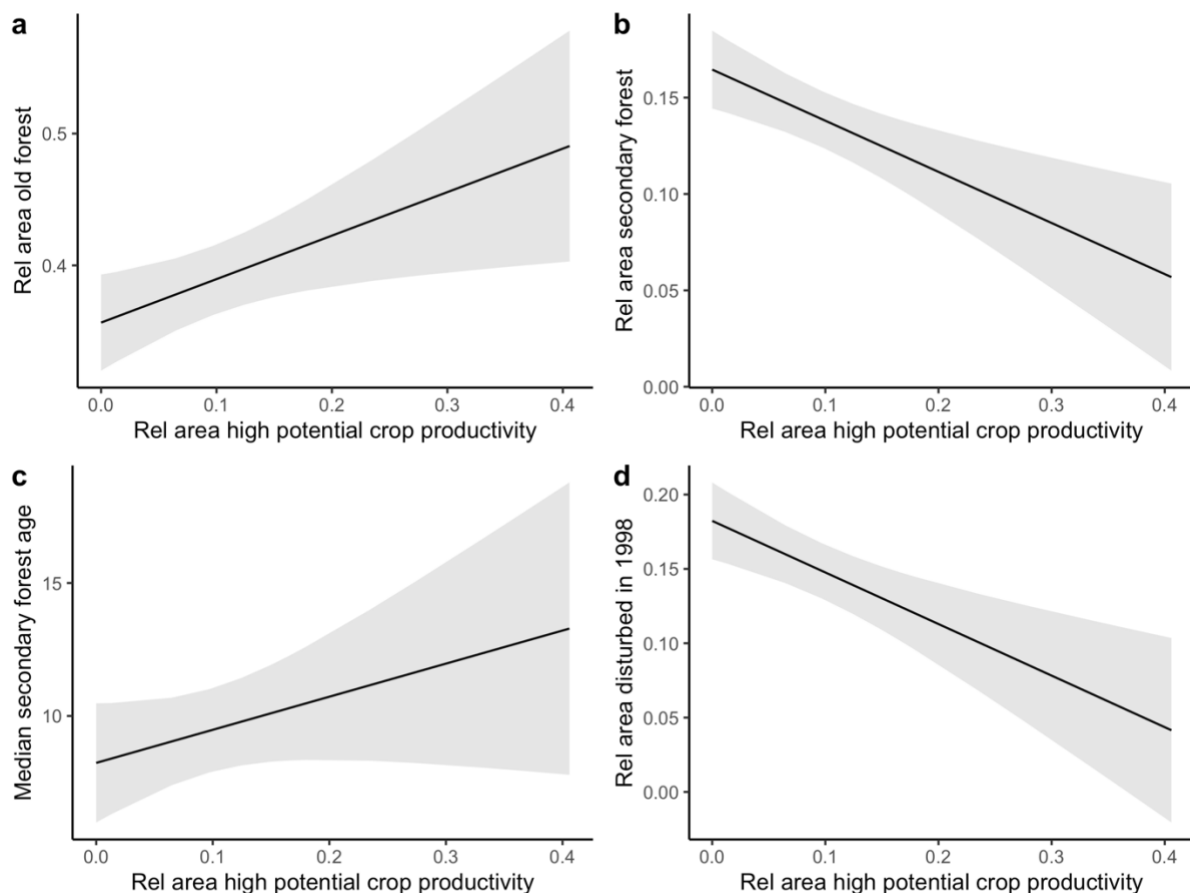 a
Rel area old forest
0.5
0.4
0.0 0.1 0.2 0.3 0.4
Rel area high potential crop productivity
b
Rel area secondary forest
0.15
0.10
0.05
0.00
0.0 0.1 0.2 0.3 0.4
Rel area high potential crop productivity
c
Median secondary forest age
15
10
0.0 0.1 0.2 0.3 0.4
Rel area high potential crop productivity
d
Rel area disturbed in 1998
0.20
0.15
0.10
0.05
0.00
0.0 0.1 0.2 0.3 0.4
Rel area high potential crop productivity